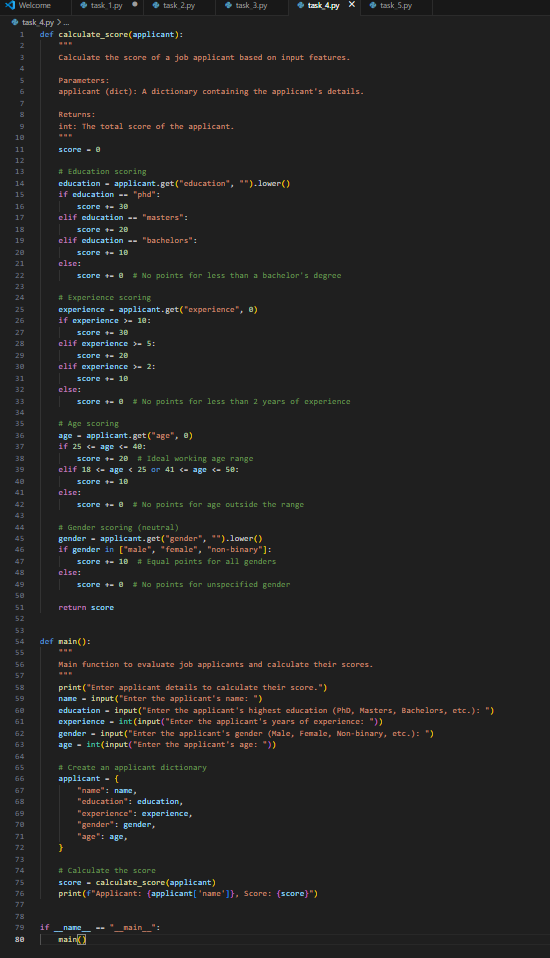 Welcome task_1.py task_2.py task_3.py task_4.py task_5.py
task_4.py > ...
1 def calculate_score(applicant):
2     """
3     Calculate the score of a job applicant based on input features.
4
5     Parameters:
6     applicant (dict): A dictionary containing the applicant's details.
7
8     Returns:
9     int: The total score of the applicant.
10     """
11     score = 0
12
13     # Education scoring
14     education = applicant.get("education", "").lower()
15     if education == "phd":
16         score += 30
17     elif education == "masters":
18         score += 20
19     elif education == "bachelors":
20         score += 10
21     else:
22         score += 0  # No points for less than a bachelor's degree
23
24     # Experience scoring
25     experience = applicant.get("experience", 0)
26     if experience >= 10:
27         score += 30
28     elif experience >= 5:
29         score += 20
30     elif experience >= 2:
31         score += 10
32     else:
33         score += 0  # No points for less than 2 years of experience
34
35     # Age scoring
36     age = applicant.get("age", 0)
37     if 25 <= age <= 40:
38         score += 20  # Ideal working age range
39     elif 18 <= age < 25 or 41 <= age <= 50:
40         score += 10
41     else:
42         score += 0  # No points for age outside the range
43
44     # Gender scoring (neutral)
45     gender = applicant.get("gender", "").lower()
46     if gender in ["male", "female", "non-binary"]:
47         score += 10  # Equal points for all genders
48     else:
49         score += 0  # No points for unspecified gender
50
51     return score
52
53
54 def main():
55     """
56     Main function to evaluate job applicants and calculate their scores.
57     """
58     print("Enter applicant details to calculate their score.")
59     name = input("Enter the applicant's name: ")
60     education = input("Enter the applicant's highest education (PhD, Masters, Bachelors, etc.): ")
61     experience = int(input("Enter the applicant's years of experience: "))
62     gender = input("Enter the applicant's gender (Male, Female, Non-binary, etc.): ")
63     age = int(input("Enter the applicant's age: "))
64
65     # Create an applicant dictionary
66     applicant = {
67         "name": name,
68         "education": education,
69         "experience": experience,
70         "gender": gender,
71         "age": age,
72     }
73
74     # Calculate the score
75     score = calculate_score(applicant)
76     print(f"Applicant: {applicant['name']}, Score: {score}")
77
78
79 if __name__ == "__main__":
80     main()